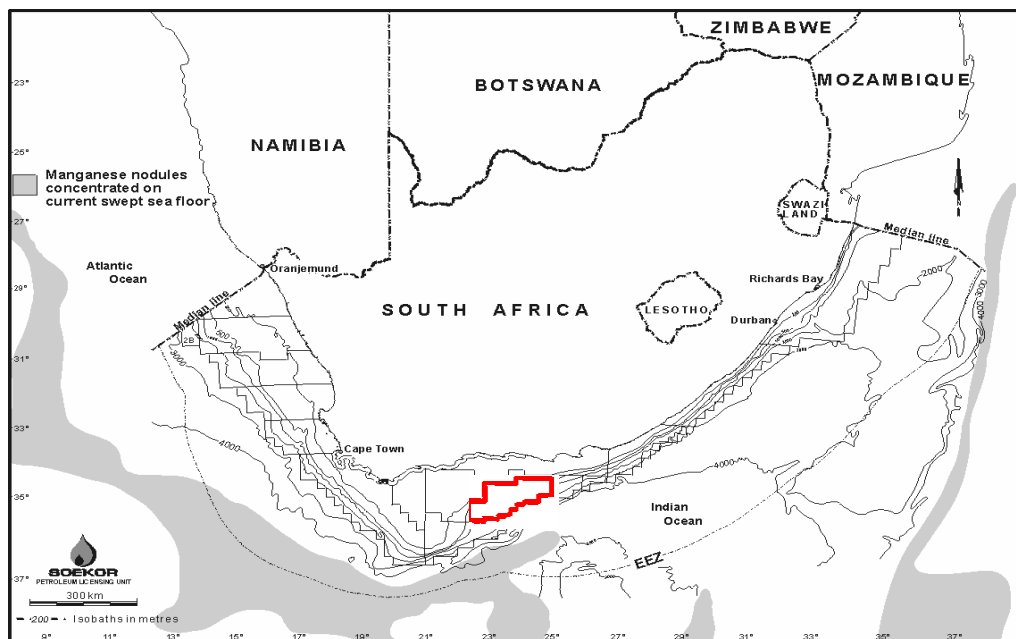 ZIMBABWE
BOTSWANA
MOZAMBIQUE
NAMIBIA
Manganese nodules
concentrated on
current swept sea floor
SWAZI
LAND
N
Median line
Atlantic
Ocean
Oranjemund
Richards Bay
2000
3000
4000
SOUTH AFRICA
LESOTHO
Durban
Median line
500
2B
3000
4000
Cape Town
4000
Indian
Ocean
EEZ
SOEKOR
PETROLEUM LICENSING UNIT
300 km
200 Isobaths in metres
23°
25°
27°
29°
31°
33°
35°
37°
9°
11°
13°
15°
17°
19°
21°
23°
25°
27°
29°
31°
33°
35°
37°